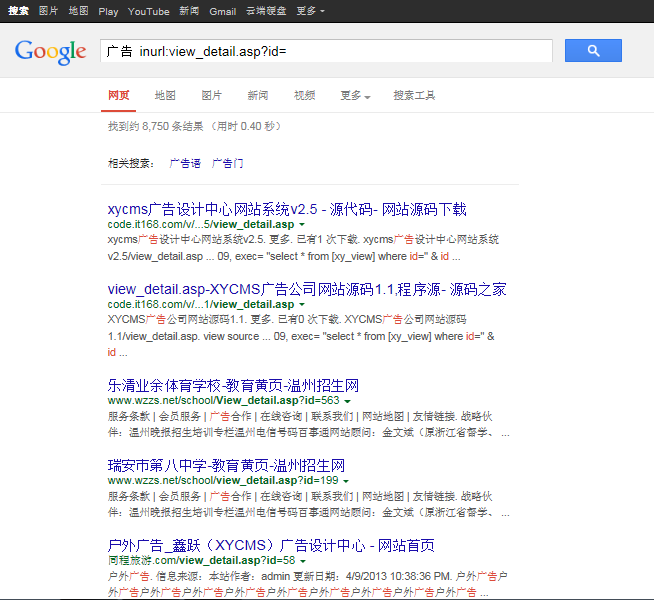 搜索 图片 地图 Play YouTube 新闻 Gmail 云端硬盘 更多
Google 广告 inurl:view_detail.asp?id=
网页 地图 图片 新闻 视频 更多 搜索工具
找到约 8,750 条结果 （用时 0.40 秒）
相关搜索： 广告语 广告门
xycms广告设计中心网站系统v2.5 - 源代码- 网站源码下载
code.it168.com/v/...5/view_detail.asp
xycms广告设计中心网站系统v2.5. 更多. 已有1 次下载. xycms广告设计中心网站系统
v2.5/view_detail.asp ... 09, exec= "select * from [xy_view] where id=" & id ...
view_detail.asp-XYCMS广告公司网站源码1.1,程序源- 源码之家
code.it168.com/v/...1/view_detail.asp
XYCMS广告公司网站源码1.1. 更多. 已有0 次下载. XYCMS广告公司网站源码
1.1/view_detail.asp. view source ... 09, exec= "select * from [xy_view] where id=" &
id ...
乐清业余体育学校-教育黄页-温州招生网
www.wzzs.net/school/View_detail.asp?id=563
服务条款 | 会员服务 | 广告合作 | 在线咨询 | 联系我们 | 网站地图 | 友情链接. 战略伙
伴：温州晚报招生培训专栏温州电信号码百事通网站顾问：金文斌（原浙江省督学、 ...
瑞安市第八中学-教育黄页-温州招生网
www.wzzs.net/school/view_detail.asp?id=199
服务条款 | 会员服务 | 广告合作 | 在线咨询 | 联系我们 | 网站地图 | 友情链接. 战略伙
伴：温州晚报招生培训专栏温州电信号码百事通网站顾问：金文斌（原浙江省督学、 ...
户外广告_鑫跃（XYCMS）广告设计中心 - 网站首页
同程旅游.com/view_detail.asp?id=58
户外广告. 信息来源：本站作者：admin 更新日期：4/9/2013 10:38:36 PM. 户外广告户
外广告户外广告户外广告户外广告户外广告户外广告户外广告户外广告户外广告 ...